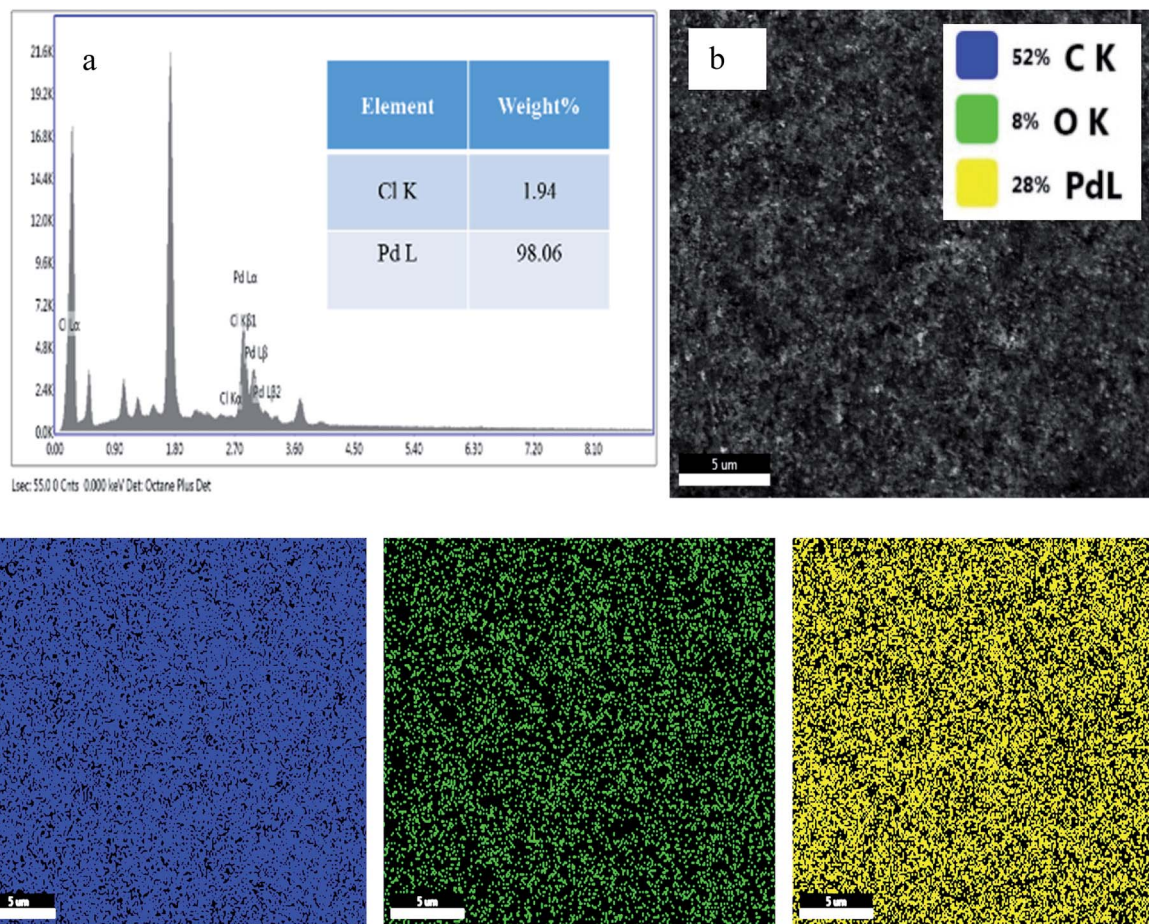 a
21.6K
19.2K
16.8K
14.4K
12.0K
9.6K
7.2K
4.8K
2.4K
0.0K
0.00 0.90 1.80 2.70 3.60 4.50 5.40 6.30 7.20 8.10
Cl Lα
Pd Lα
Cl Kβ1
Pd Lβ
Cl Kα
Pd Lβ2
Element Weight%
Cl K 1.94
Pd L 98.06
Lsec: 55.0 0 Cnts 0.000 keV Det: Octane Plus Det
b
52% C K
8% O K
28% PdL
5 um
c
5 um
5 um
5 um